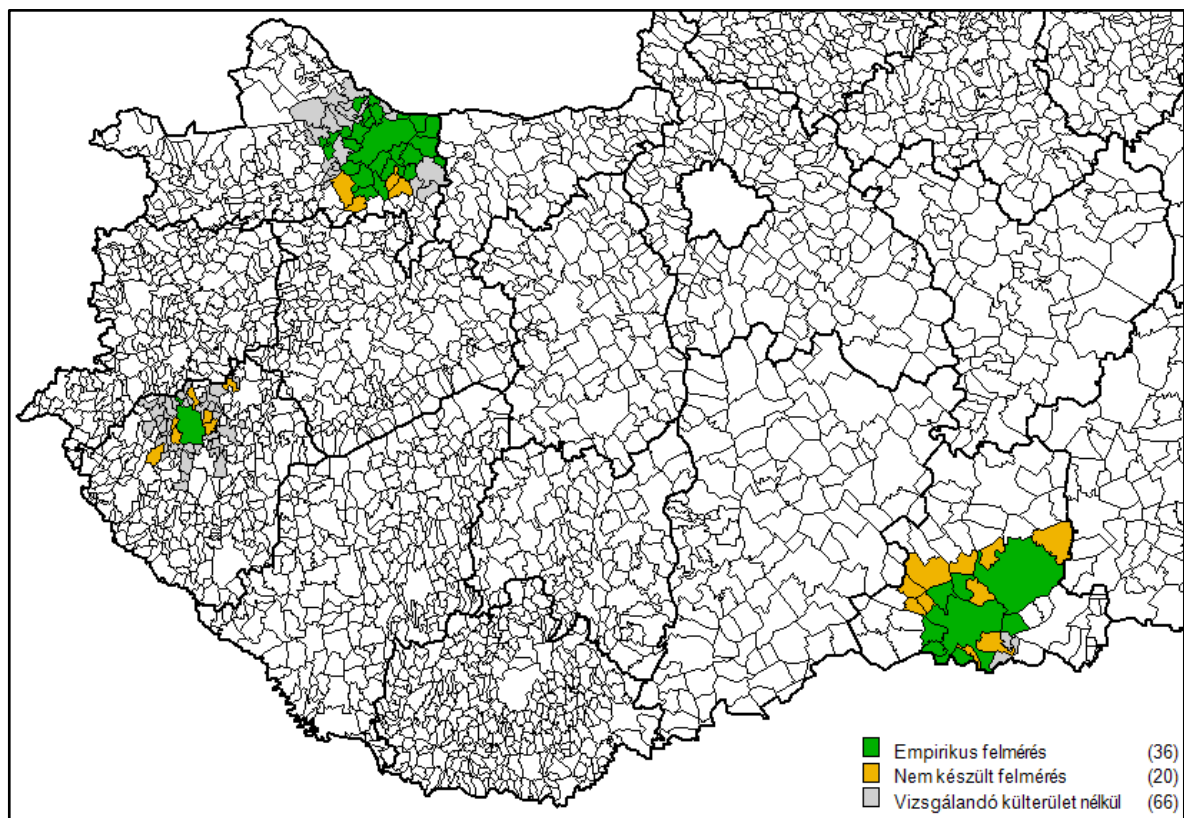 Empirikus felmérés (36)
Nem készült felmérés (20)
Vizsgálandó külterület nélkül (66)